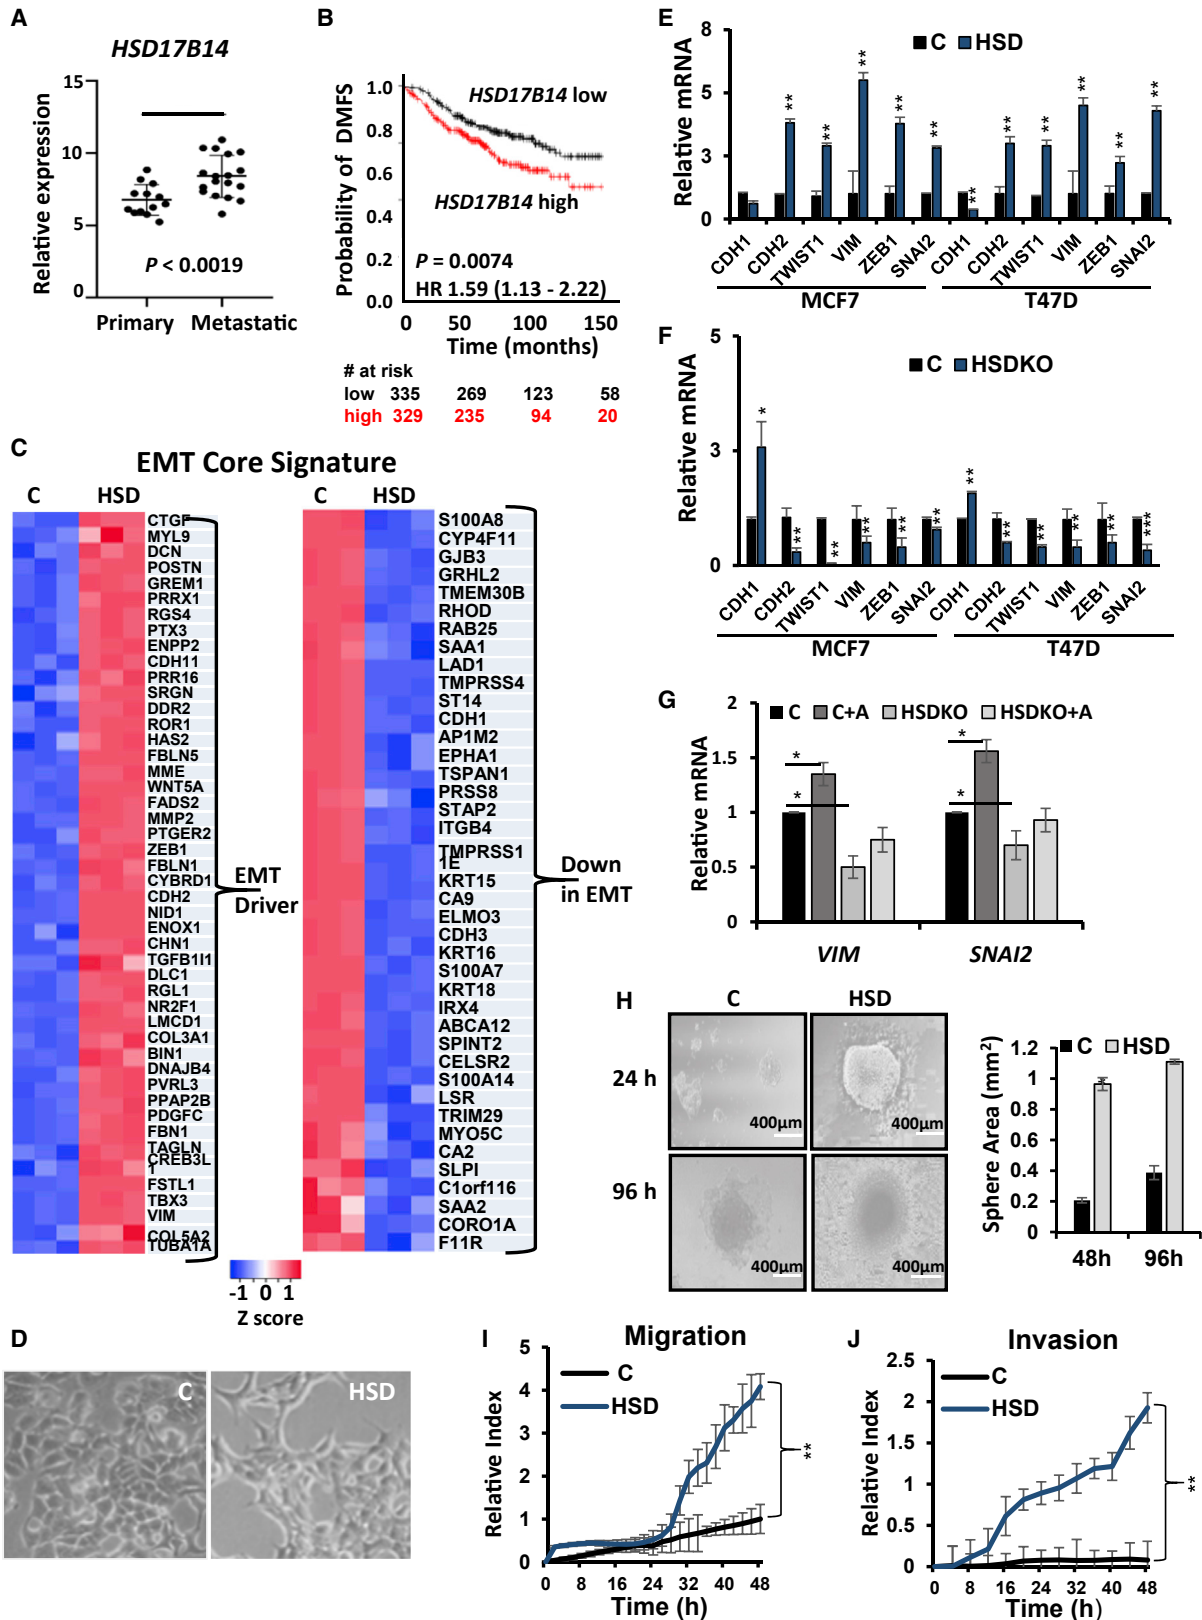 A
HSD17B14
Relative expression
15
10
5
0
P < 0.0019
Primary Metastatic
B
Probability of DMFS
1.0
0.8
0.6
0.4
0.2
0.0
HSD17B14 low
HSD17B14 high
P = 0.0074
HR 1.59 (1.13 - 2.22)
0 50 100 150
Time (months)
# at risk
low 335 269 123 58
high 329 235 94 20
C
EMT Core Signature
C HSD
CTGF
MYL9
DCN
POSTN
GREM1
PRRX1
RGS4
PTX3
ENPP2
CDH11
PRR16
SRGN
DDR2
ROR1
HAS2
FBLN5
MME
WNT5A
FADS2
MMP2
PTGER2
ZEB1
FBLN1
CYBRD1
CDH2
NID1
ENOX1
CHN1
TGFB1I1
DLC1
RGL1
NR2F1
LMCD1
COL3A1
BIN1
DNAJB4
PVRL3
PPAP2B
PDGFC
FBN1
TAGLN
CREB3L
1
FSTL1
TBX3
VIM
COL5A2
TUBA1A
EMT
Driver
C HSD
S100A8
CYP4F11
GJB3
GRHL2
TMEM30B
RHOD
RAB25
SAA1
LAD1
TMPRSS4
ST14
CDH1
AP1M2
EPHA1
TSPAN1
PRSS8
STAP2
ITGB4
TMPRSS1
1E
KRT15
CA9
ELMO3
CDH3
KRT16
S100A7
KRT18
IRX4
ABCA12
SPINT2
CELSR2
S100A14
LSR
TRIM29
MYO5C
CA2
SLPI
C1orf116
SAA2
CORO1A
F11R
Down
in EMT
-1 0 1
Z score
D
C
HSD
E
Relative mRNA
8
5
3
0
C HSD
** ** ** ** ** ** ** ** ** ** **
CDH1 CDH2 TWIST1 VIM ZEB1 SNAI2 CDH1 CDH2 TWIST1 VIM ZEB1 SNAI2
MCF7 T47D
F
Relative mRNA
5
3
0
C HSDKO
* ** ** ** ** ** ** ** ** ** ** ***
CDH1 CDH2 TWIST1 VIM ZEB1 SNAI2 CDH1 CDH2 TWIST1 VIM ZEB1 SNAI2
MCF7 T47D
G
Relative mRNA
2
1.5
1
0.5
0
C C+A HSDKO HSDKO+A
* *
* *
VIM SNAI2
H
C HSD
24 h
400μm 400μm
96 h
400μm 400μm
Sphere Area (mm²)
1.2
1
0.8
0.6
0.4
0.2
0
C HSD
48h 96h
I
Migration
Relative Index
5
4
3
2
1
0
C
HSD
**
0 8 16 24 32 40 48
Time (h)
J
Invasion
Relative Index
2.5
2
1.5
1
0.5
0
C
HSD
**
0 8 16 24 32 40 48
Time (h)